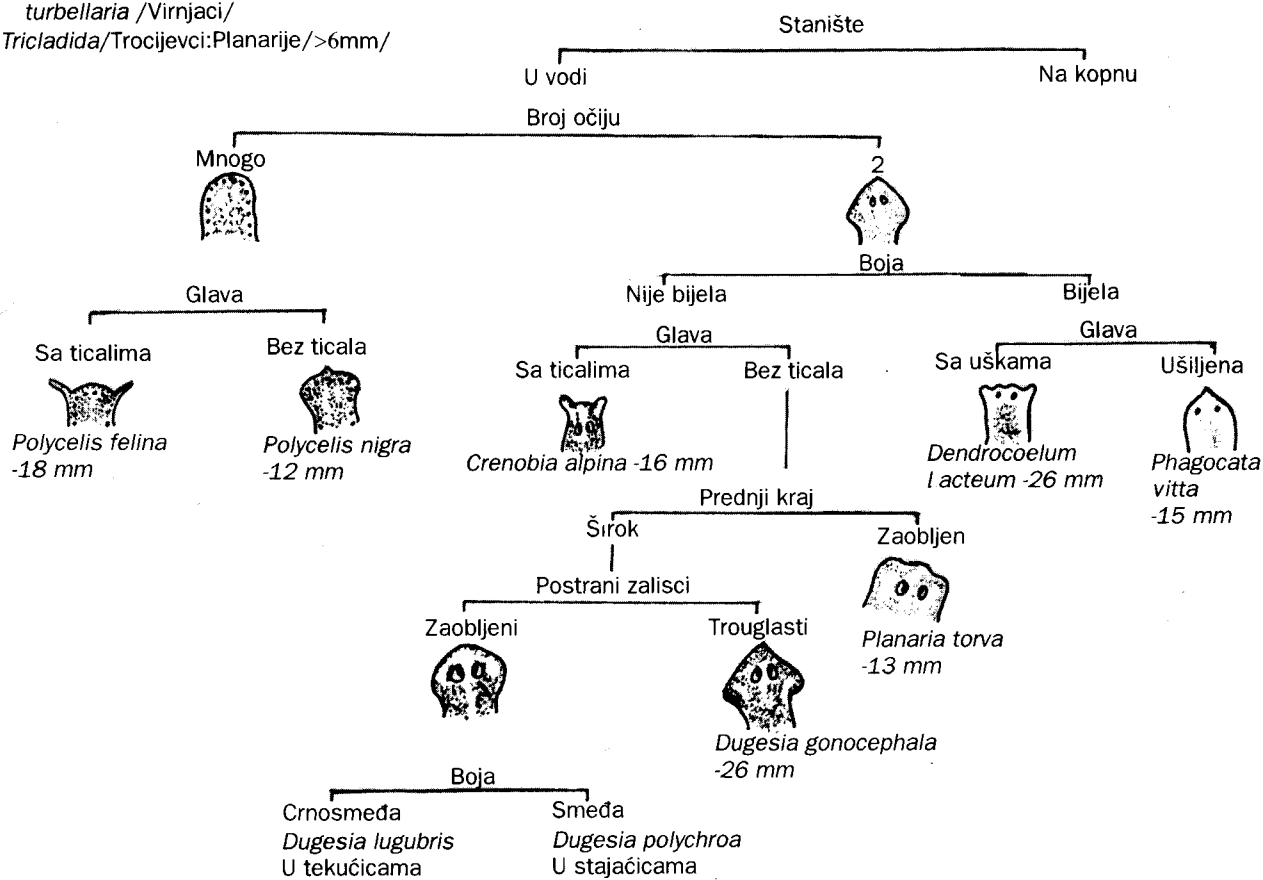 turbellaria /Virnjaci/
Tricladida/Trocijevci:Planarije/>6mm/
Stanište
U vodi
Na kopnu
Broj očiju
Mnogo
2
Boja
Nije bijela
Bijela
Glava
Sa ticalima
Bez ticala
Polycelis felina
-18 mm
Polycelis nigra
-12 mm
Glava
Sa ticalima
Bez ticala
Crenobia alpina -16 mm
Glava
Sa uškama
Ušiljena
Dendrocoelum
l acteum -26 mm
Phagocata
vitta
-15 mm
Prednji kraj
Širok
Zaobljen
Planaria torva
-13 mm
Postrani zalisci
Zaobljeni
Trouglasti
Dugesia gonocephala
-26 mm
Boja
Crnosmeđa
Dugesia lugubris
U tekućicama
Smeđa
Dugesia polychroa
U stajaćicama